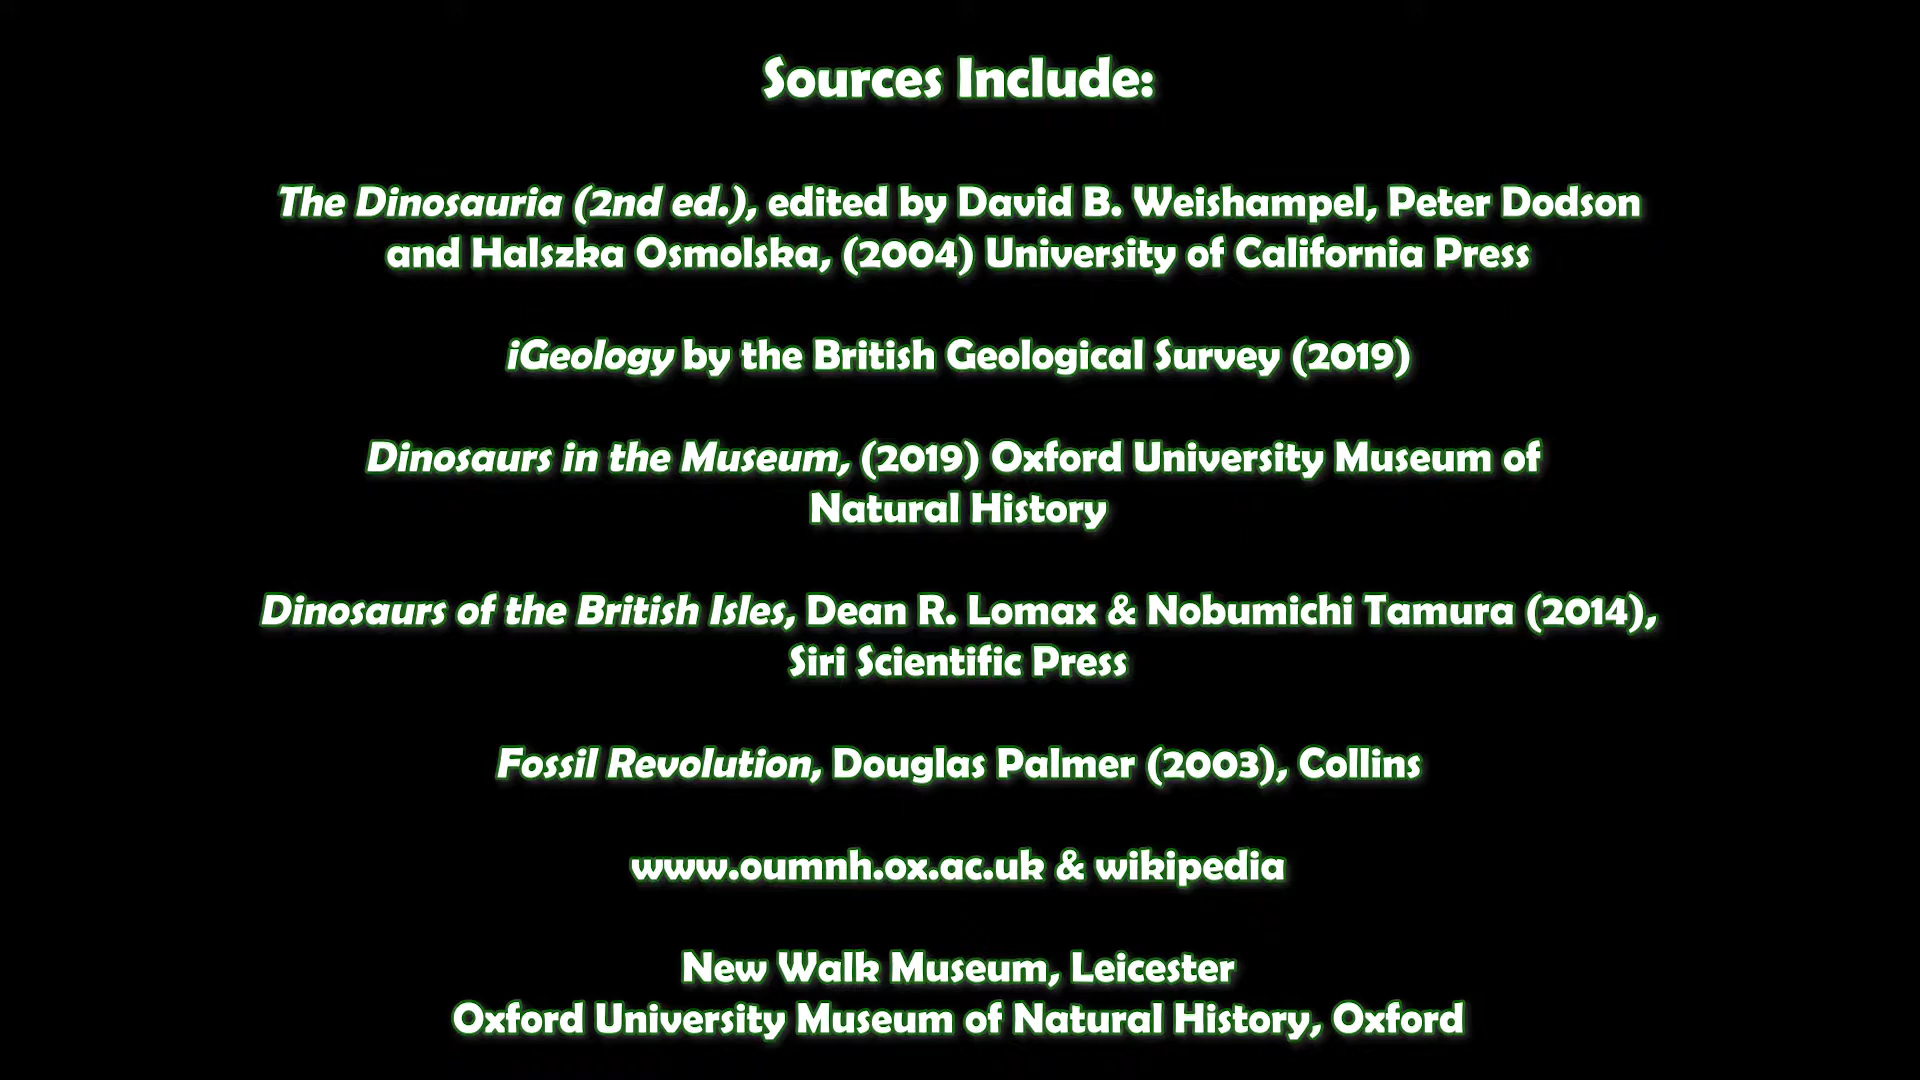 Sources Include:
The Dinosauria (2nd ed.), edited by David B. Weishampel, Peter Dodson
and Halszka Osmolska, (2004) University of California Press
iGeology by the British Geological Survey (2019)
Dinosaurs in the Museum, (2019) Oxford University Museum of
Natural History
Dinosaurs of the British Isles, Dean R. Lomax & Nobumichi Tamura (2014),
Siri Scientific Press
Fossil Revolution, Douglas Palmer (2003), Collins
www.oumnh.ox.ac.uk & wikipedia
New Walk Museum, Leicester
Oxford University Museum of Natural History, Oxford